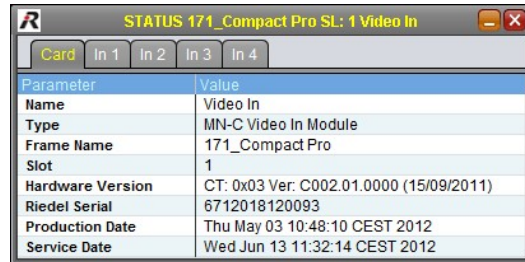 R STATUS 171_Compact Pro SL: 1 Video In
Card In 1 In 2 In 3 In 4
Parameter Value
Name Video In
Type MN-C Video In Module
Frame Name 171_Compact Pro
Slot 1
Hardware Version CT: 0x03 Ver: C002.01.0000 (15/09/2011)
Riedel Serial 6712018120093
Production Date Thu May 03 10:48:10 CEST 2012
Service Date Wed Jun 13 11:32:14 CEST 2012